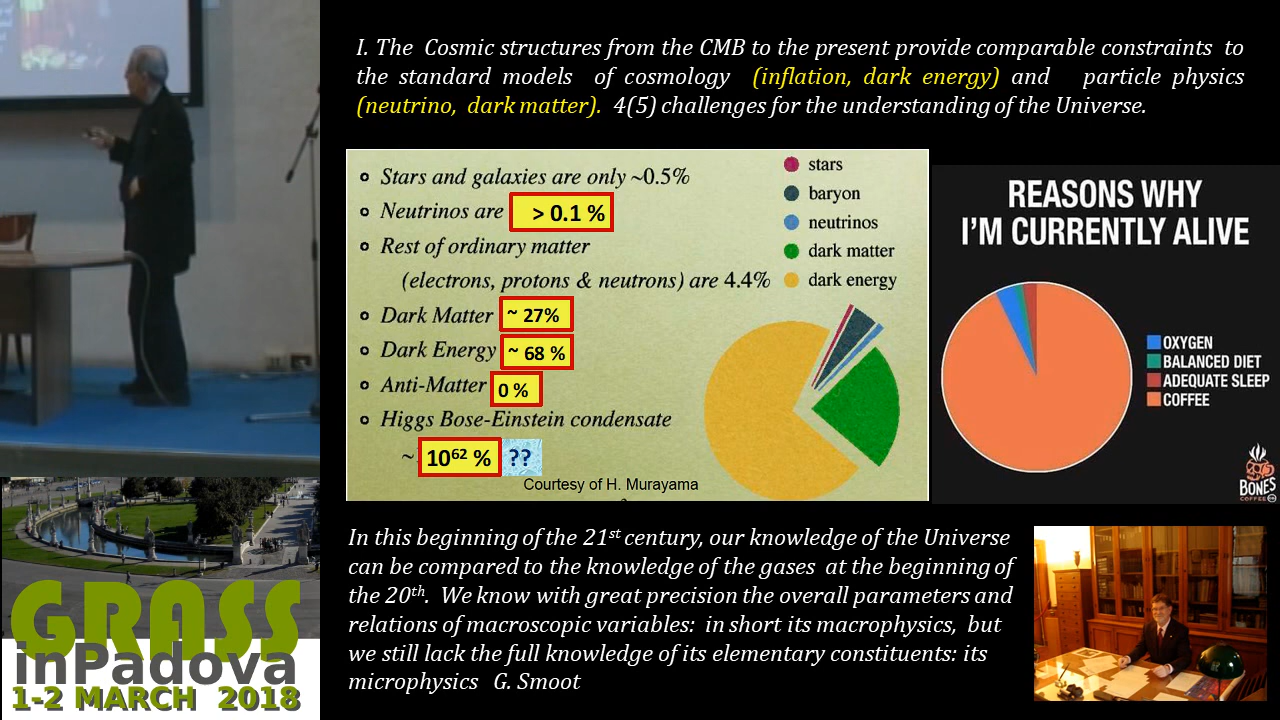 I. The Cosmic structures from the CMB to the present provide comparable constraints to
the standard models of cosmology (inflation, dark energy) and particle physics
(neutrino, dark matter). 4(5) challenges for the understanding of the Universe.
Stars and galaxies are only ~0.5%
Neutrinos are > 0.1 %
Rest of ordinary matter
(electrons, protons & neutrons) are 4.4%
Dark Matter ~ 27%
Dark Energy ~ 68 %
Anti-Matter 0 %
Higgs Bose-Einstein condensate
~ 10⁶² % ??
Courtesy of H. Murayama
stars
baryon
neutrinos
dark matter
dark energy
REASONS WHY
I'M CURRENTLY ALIVE
OXYGEN
BALANCED DIET
ADEQUATE SLEEP
COFFEE
BONES
COFFEE CO
In this beginning of the 21st century, our knowledge of the Universe
can be compared to the knowledge of the gases at the beginning of
the 20th. We know with great precision the overall parameters and
relations of macroscopic variables: in short its macrophysics, but
we still lack the full knowledge of its elementary constituents: its
microphysics G. Smoot
GRASS
inPadova
1-2 MARCH 2018